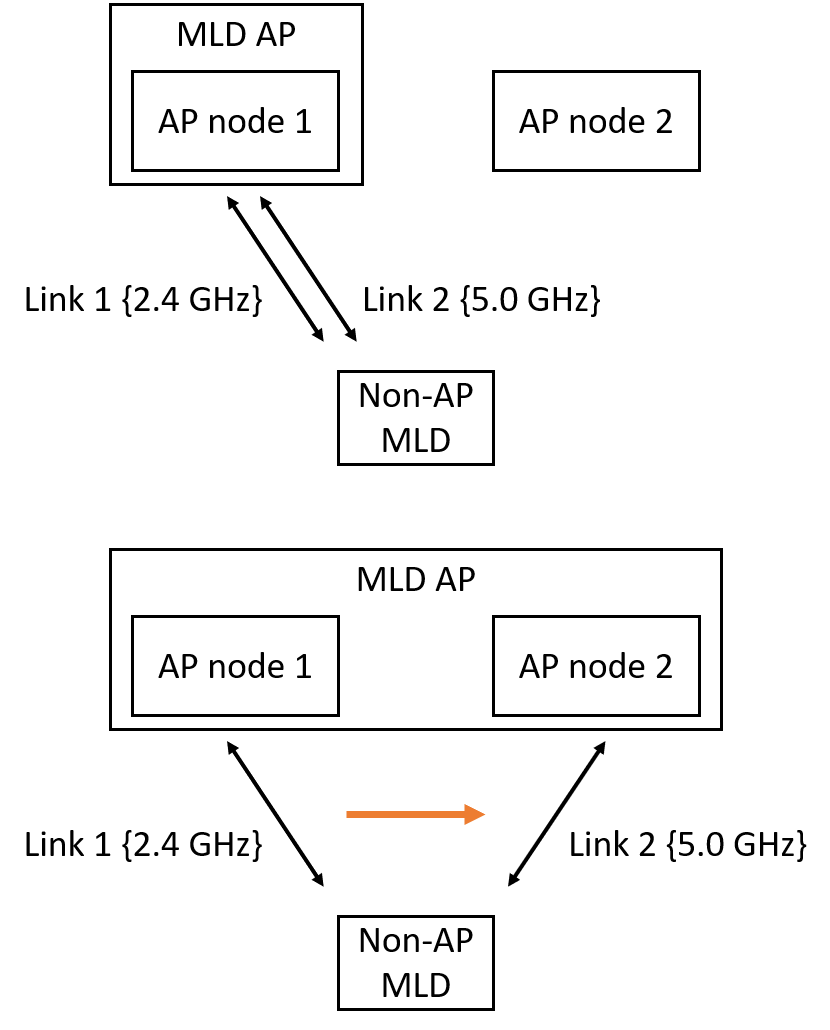 MLD AP
AP node 1
AP node 2
Link 1 {2.4 GHz}
Link 2 {5.0 GHz}
Non-AP
MLD
MLD AP
AP node 1
AP node 2
Link 1 {2.4 GHz}
Link 2 {5.0 GHz}
Non-AP
MLD